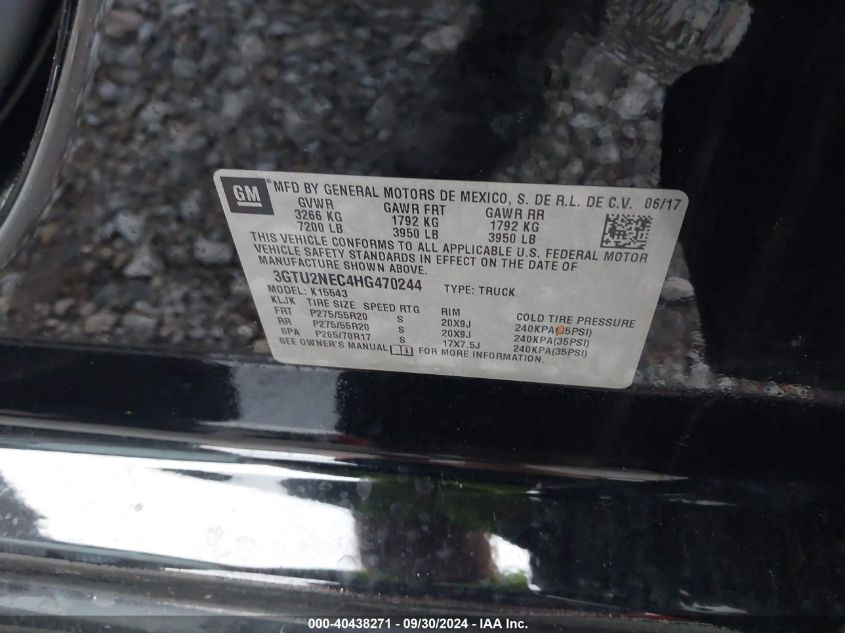 GM MFD BY GENERAL MOTORS DE MEXICO, S. DE R.L. DE C.V. 06/17
GVWR GAWR FRT GAWR RR
3266 KG 1792 KG 1792 KG
7200 LB 3950 LB 3950 LB
THIS VEHICLE CONFORMS TO ALL APPLICABLE U.S. FEDERAL MOTOR
VEHICLE SAFETY STANDARDS IN EFFECT ON THE DATE OF
MANUFACTURE SHOWN ABOVE.
3GTU2NEC4HG470244 TYPE: TRUCK
MODEL: K15543
KLJK TIRE SIZE SPEED RTG RIM COLD TIRE PRESSURE
FRT P275/55R20 S 20X9J 240KPA(35PSI)
RR P275/55R20 S 20X9J 240KPA(35PSI)
SPA P265/70R17 S 17X7.5J 240KPA(35PSI)
SEE OWNER'S MANUAL FOR MORE INFORMATION.
000-40438271 - 09/30/2024 - IAA Inc.